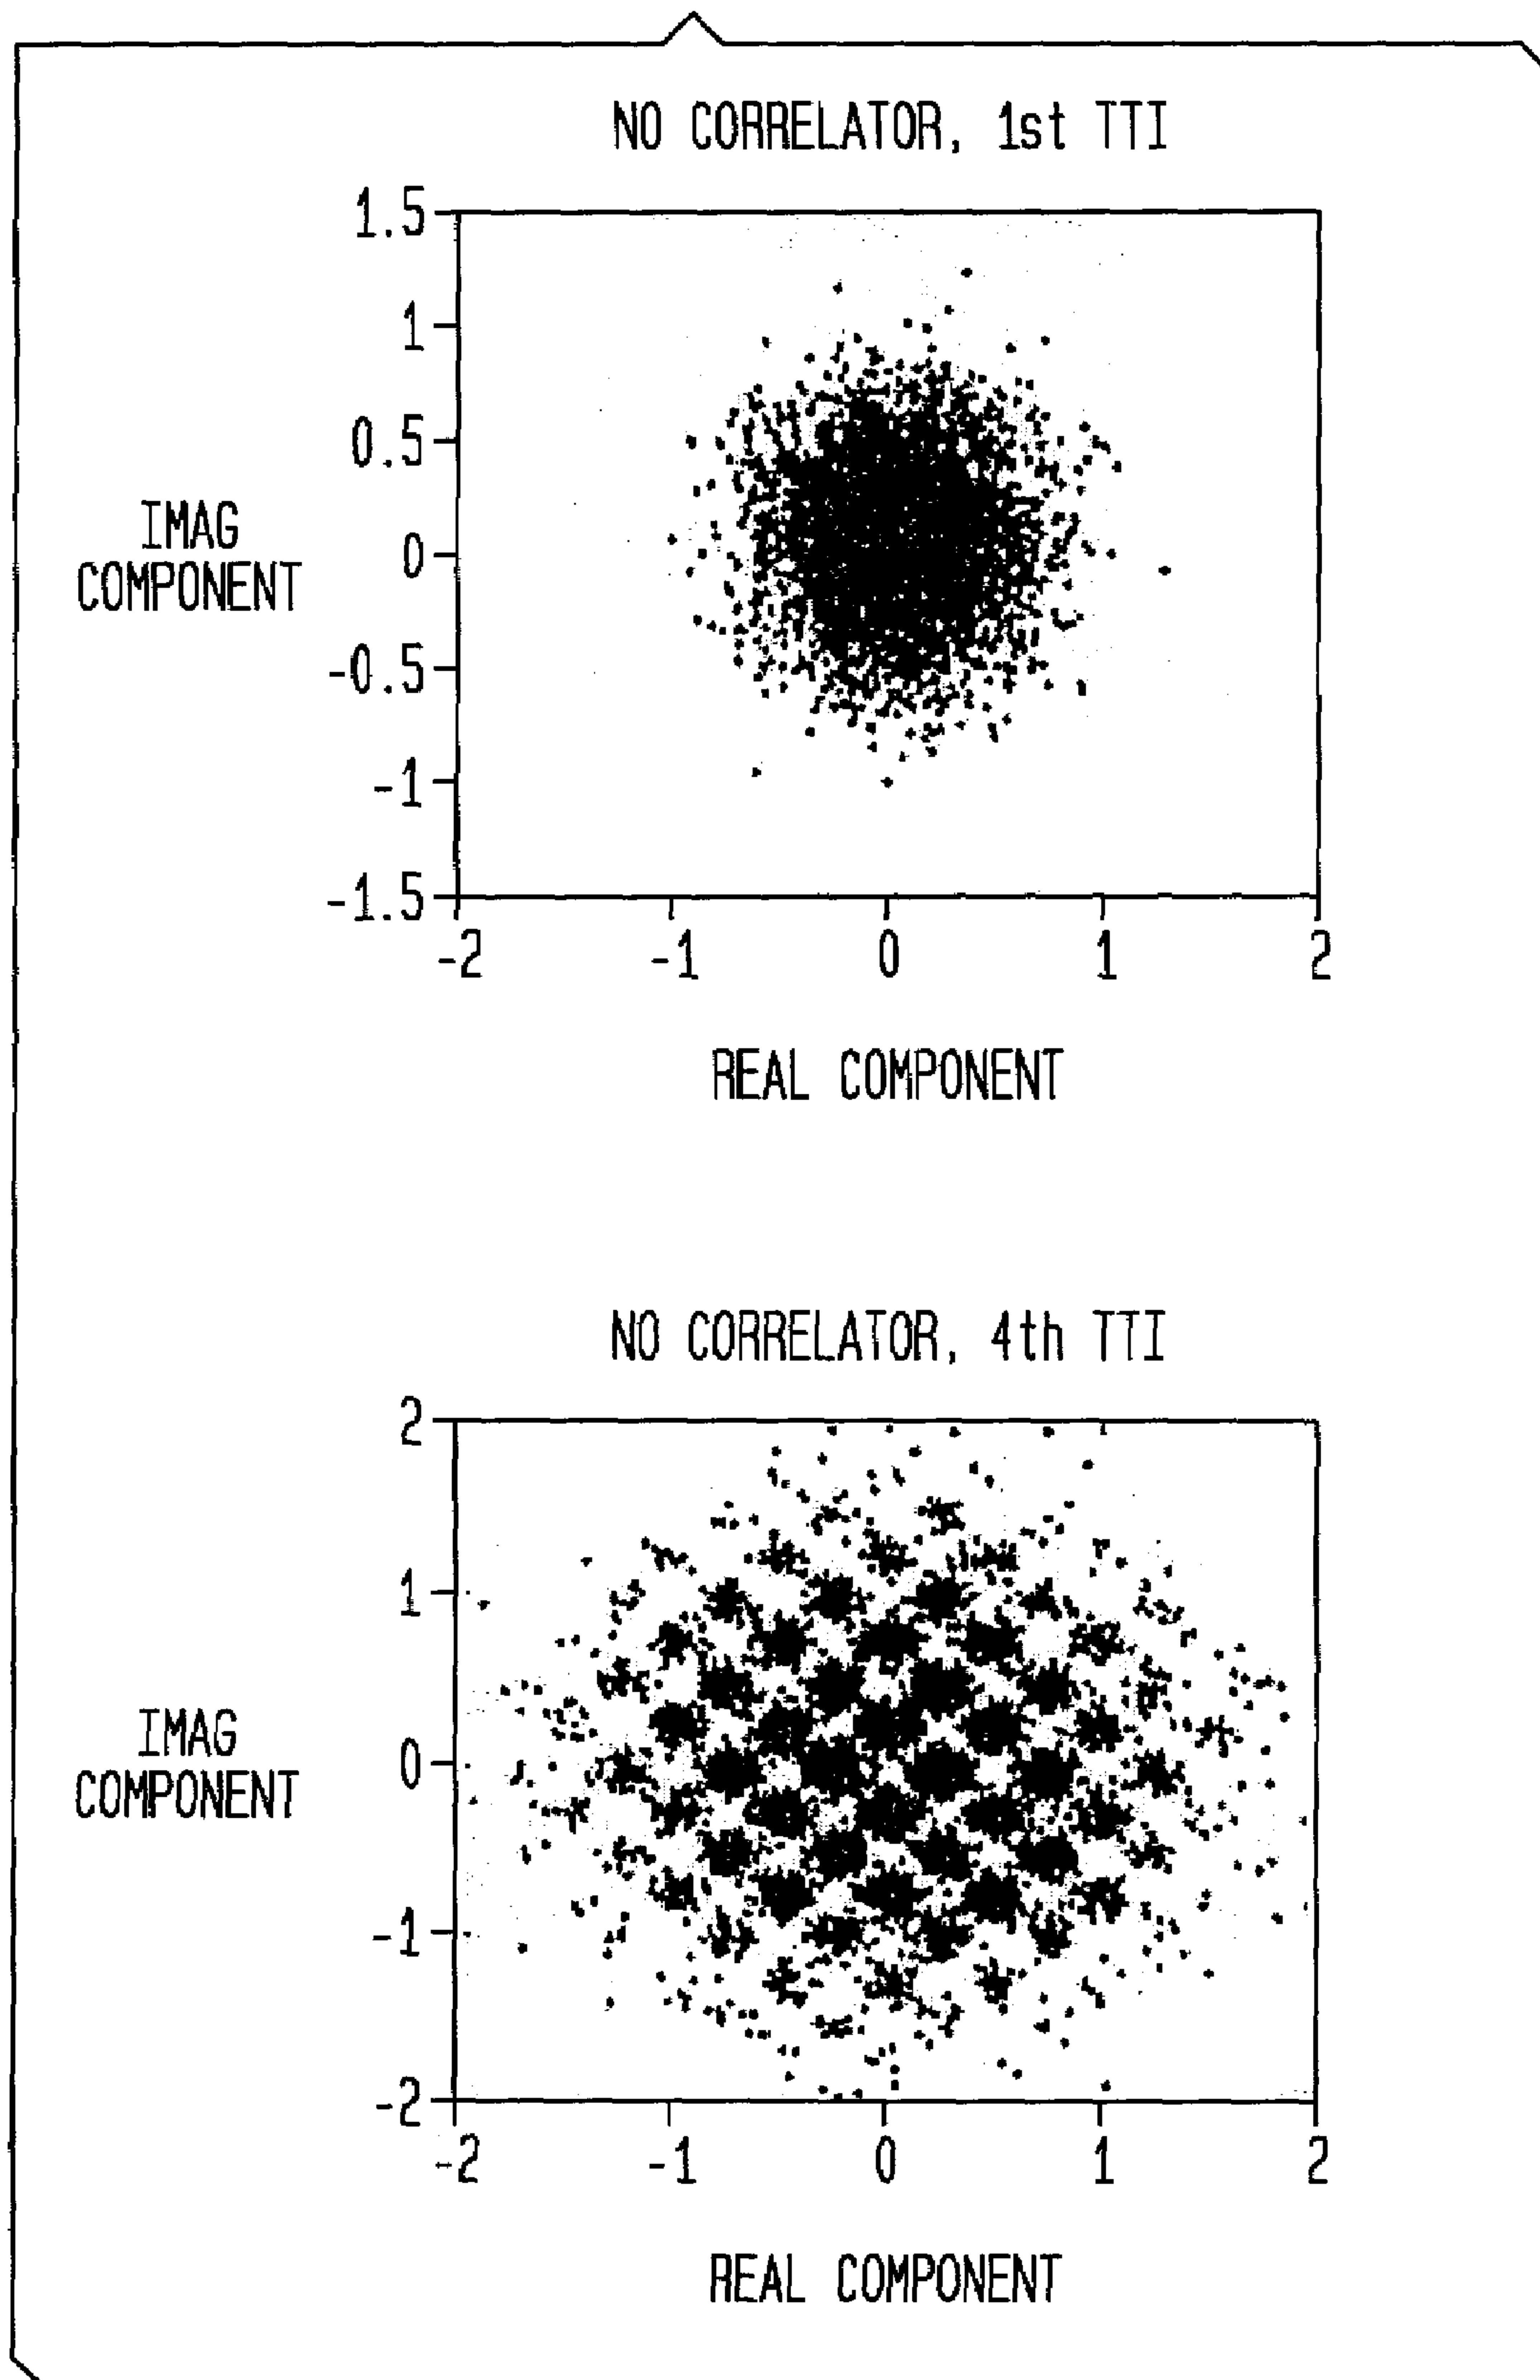 NO CORRELATOR, 1st TTI
1.5
1
0.5
0
-0.5
-1
-1.5
IMAG
COMPONENT
-2 -1 0 1 2
REAL COMPONENT
NO CORRELATOR, 4th TTI
2
1
0
-1
-2
IMAG
COMPONENT
-2 -1 0 1 2
REAL COMPONENT